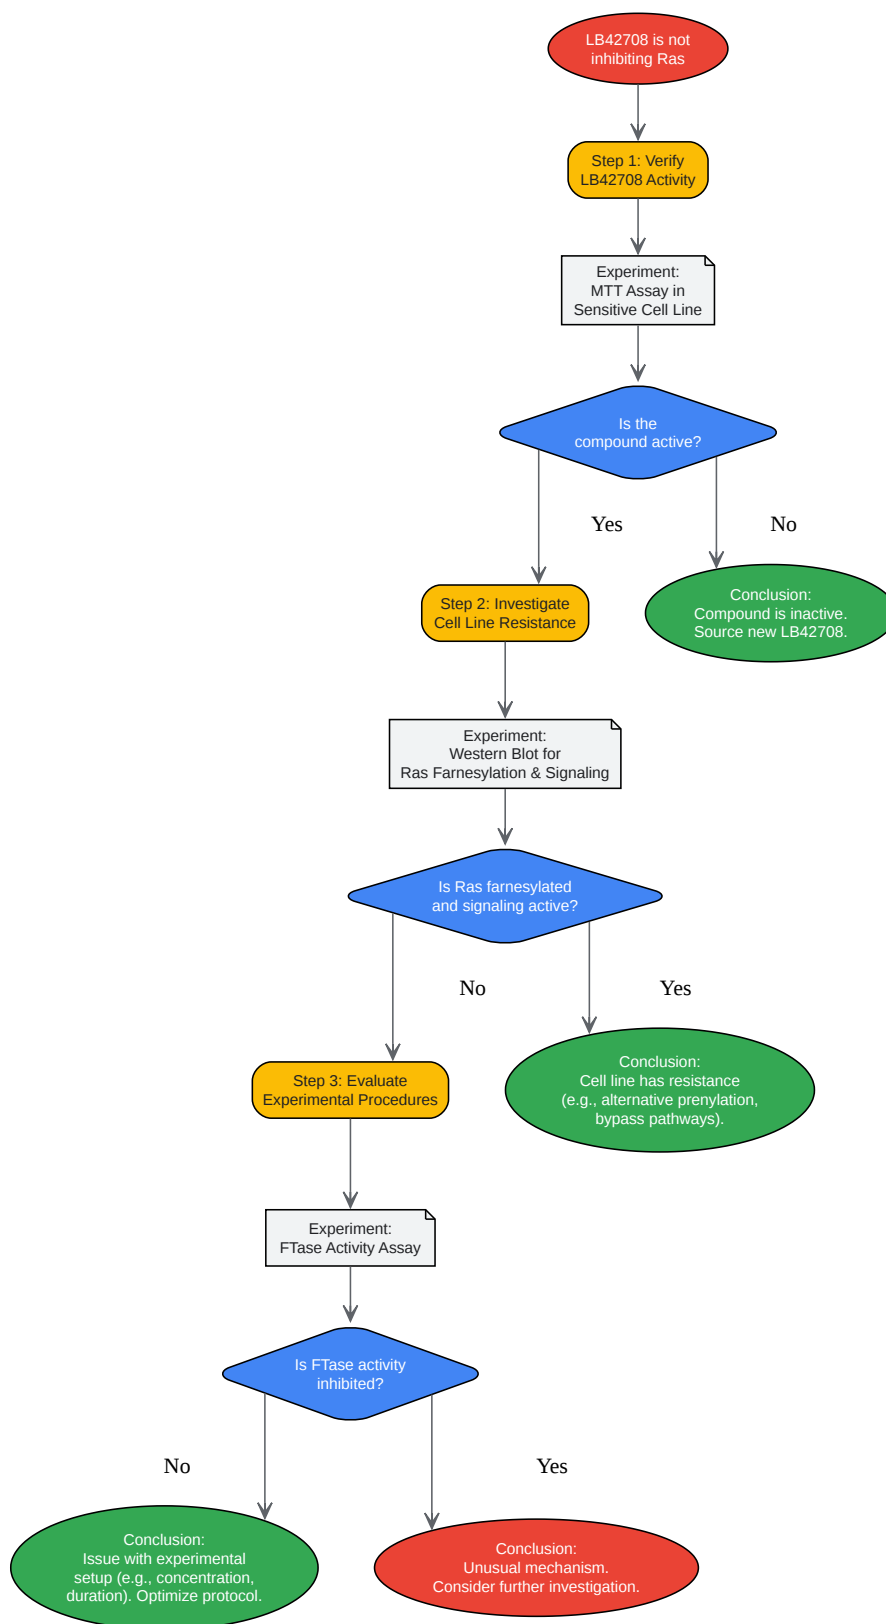 LB42708 is not
inhibiting Ras
Step 1: Verify
LB42708 Activity
Experiment:
MTT Assay in
Sensitive Cell Line
Is the
compound active?
Yes
No
Step 2: Investigate
Cell Line Resistance
Conclusion:
Compound is inactive.
Source new LB42708.
Experiment:
Western Blot for
Ras Farnesylation & Signaling
Is Ras farnesylated
and signaling active?
No
Yes
Step 3: Evaluate
Experimental Procedures
Conclusion:
Cell line has resistance
(e.g., alternative prenylation,
bypass pathways).
Experiment:
FTase Activity Assay
Is FTase activity
inhibited?
No
Yes
Conclusion:
Issue with experimental
setup (e.g., concentration,
duration). Optimize protocol.
Conclusion:
Unusual mechanism.
Consider further investigation.